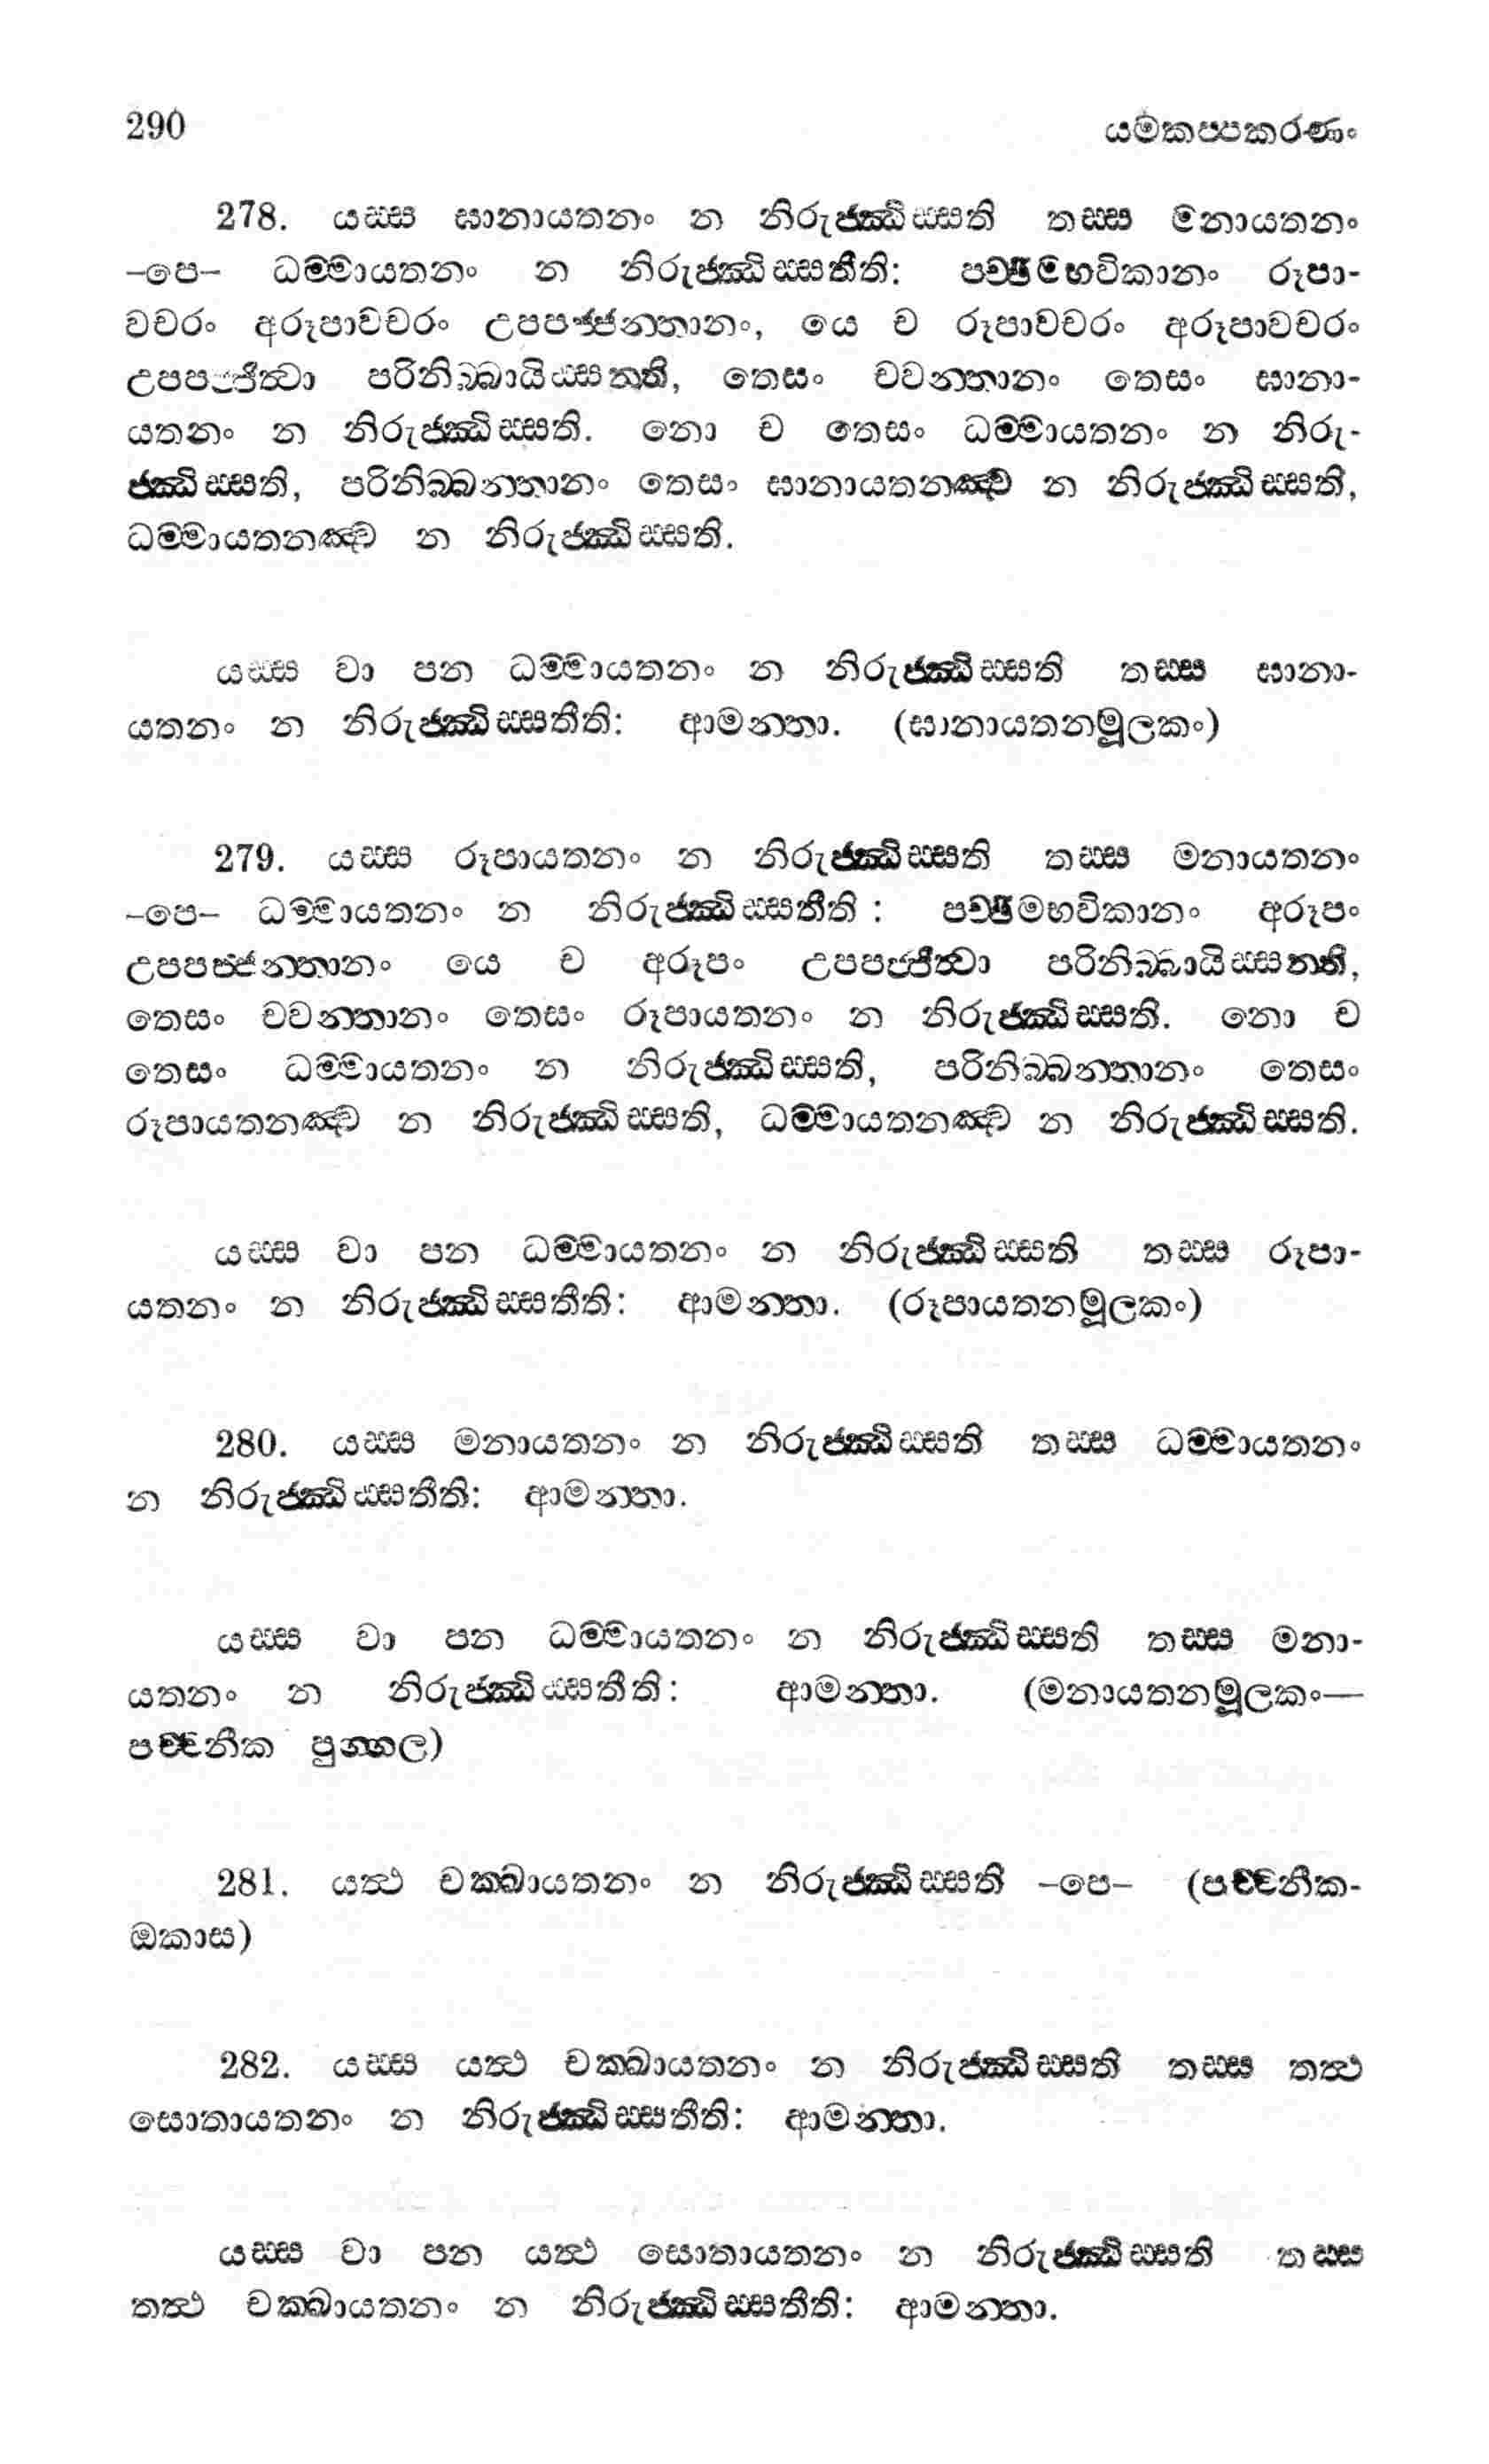 290 යමකප්පකරණං
278. යස්ස ඝානායතනං න නිරුජ්ඣිස්සති තස්ස මනායතනං
–පෙ– ධම්මායතනං න නිරුජ්ඣිස්සතීති: පච්ඡිමභවිකානං රූපා-
වචරං අරූපාවචරං උපපජ්ජන්තානං, යෙ ච රූපාවචරං අරූපාවචරං
උපපජ්ජිත්වා පරිනිබ්බායිස්සන්ති, තෙසං චවන්තානං තෙසං ඝානා-
යතනං න නිරුජ්ඣිස්සති. නො ච තෙසං ධම්මායතනං න නිරු-
ජ්ඣිස්සති, පරිනිබ්බන්තානං තෙසං ඝානායතනඤ්ච න නිරුජ්ඣිස්සති,
ධම්මායතනඤ්ච න නිරුජ්ඣිස්සති.
යස්ස වා පන ධම්මායතනං න නිරුජ්ඣිස්සති තස්ස ඝානා-
යතනං න නිරුජ්ඣිස්සතීති: ආමන්තා. (ඝානායතනමූලකං)
279. යස්ස රූපායතනං න නිරුජ්ඣිස්සති තස්ස මනායතනං
–පෙ– ධම්මායතනං න නිරුජ්ඣිස්සතීති : පච්ඡිමභවිකානං අරූපං
උපපජ්ජන්තානං යෙ ච අරූපං උපපජ්ජිත්වා පරිනිබ්බායිස්සන්ති,
තෙසං චවන්තානං තෙසං රූපායතනං න නිරුජ්ඣිස්සති. නො ච
තෙසං ධම්මායතනං න නිරුජ්ඣිස්සති, පරිනිබ්බන්තානං තෙසං
රූපායතනඤ්ච න නිරුජ්ඣිස්සති, ධම්මායතනඤ්ච න නිරුජ්ඣිස්සති.
යස්ස වා පන ධම්මායතනං න නිරුජ්ඣිස්සති තස්ස රූපා-
යතනං න නිරුජ්ඣිස්සතීති: ආමන්තා. (රූපායතනමූලකං)
280. යස්ස මනායතනං න නිරුජ්ඣිස්සති තස්ස ධම්මායතනං
න නිරුජ්ඣිස්සතීති: ආමන්තා.
යස්ස වා පන ධම්මායතනං න නිරුජ්ඣිස්සති තස්ස මනා-
යතනං න නිරුජ්ඣිස්සතීති: ආමන්තා. (මනායතනමූලකං—
පච්චනීක පුග්ගල)
281. යත්ථ චක්ඛායතනං න නිරුජ්ඣිස්සති –පෙ– (පච්චනීක-
ඔකාස)
282. යස්ස යත්ථ චක්ඛායතනං න නිරුජ්ඣිස්සති තස්ස තත්ථ
සොතායතනං න නිරුජ්ඣිස්සතීති: ආමන්තා.
යස්ස වා පන යත්ථ සොතායතනං න නිරුජ්ඣිස්සති තස්ස
තත්ථ චක්ඛායතනං න නිරුජ්ඣිස්සතීති: ආමන්තා.